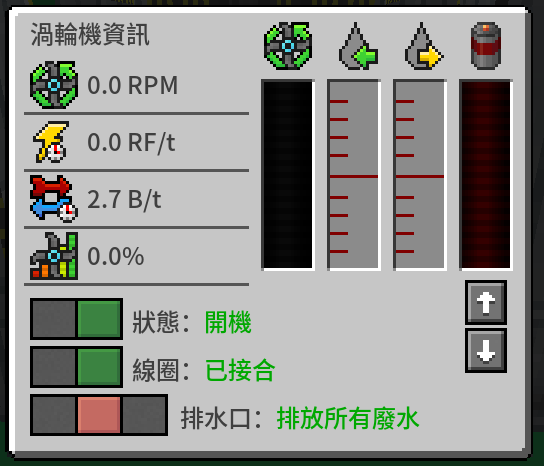 渦輪機資訊
0.0 RPM
0.0 RF/t
2.7 B/t
0.0%
狀態：開機
線圈：已接合
排水口：排放所有廢水